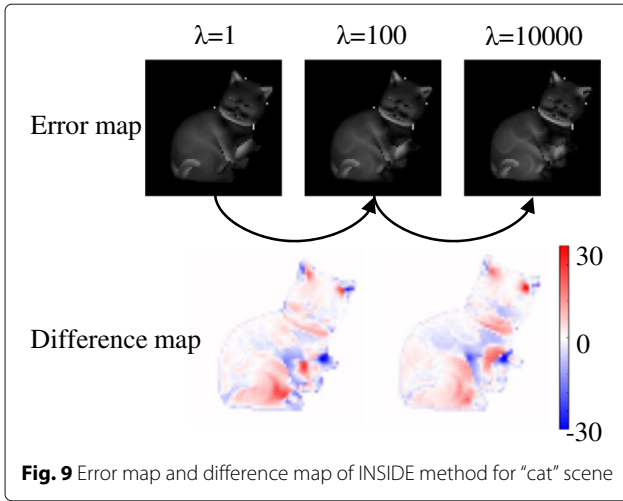 λ=1 λ=100 λ=10000
Error map
30
Difference map
0
-30
Fig. 9 Error map and difference map of INSIDE method for “cat” scene